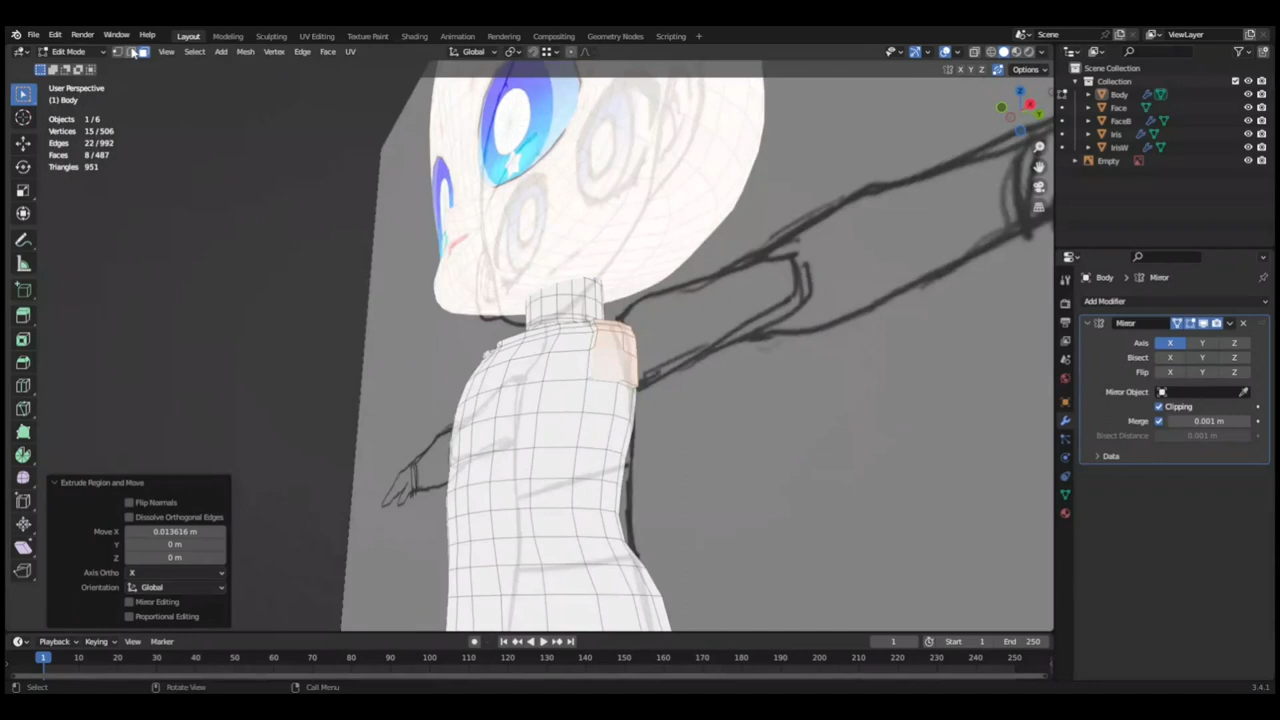 File Edit Render Window Help Layout Modeling Sculpting UV Editing Texture Paint Shading Animation Rendering Compositing Geometry Nodes Scripting Scene ViewLayer
Edit Mode View Select Add Mesh Vertex Edge Face UV Global
X Y Z Options
User Perspective
(1) Body
Objects 1/6
Vertices 15/506
Edges 22/992
Faces 8/487
Triangles 951
Z
Y
Scene Collection
Collection
Body
Face
FaceB
Iris
IrisW
Empty
Body Mirror
Add Modifier
Mirror
Axis X Y Z
Bisect X Y Z
Flip X Y Z
Mirror Object
Clipping
Merge 0.001 m
Bisect Distance 0.001 m
Data
Extrude Region and Move
Flip Normals
Dissolve Orthogonal Edges
Move X 0.013616 m
Y 0 m
Z 0 m
Axis Ortho X
Orientation Global
Mirror Editing
Proportional Editing
Playback Keying View Marker 1 Start 1 End 250
1 10 20 30 40 50 60 70 80 90 100 110 120 130 140 150 160 170 180 190 200 210 220 230 240 250
Select Rotate View Call Menu 3.4.1